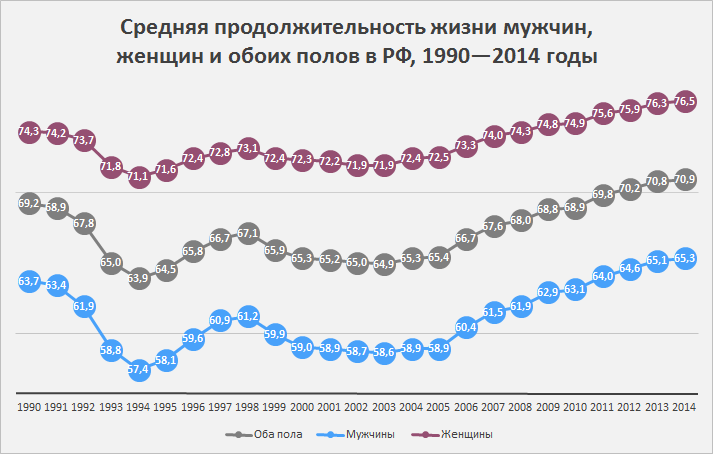 Средняя продолжительность жизни мужчин,
женщин и обоих полов в РФ, 1990—2014 годы
74,3 74,2 73,7 71,8 71,1 71,6 72,4 72,8 73,1 72,4 72,3 72,2 71,9 71,9 72,4 72,5 73,3 74,0 74,3 74,8 74,9 75,6 75,9 76,3 76,5
69,2 68,9 67,8 65,0 63,9 64,5 65,8 66,7 67,1 65,9 65,3 65,2 65,0 64,9 65,3 65,4 66,7 67,6 68,0 68,8 68,9 69,8 70,2 70,8 70,9
63,7 63,4 61,9 58,8 57,4 58,1 59,6 60,9 61,2 59,9 59,0 58,9 58,7 58,6 58,9 58,9 60,4 61,5 61,9 62,9 63,1 64,0 64,6 65,1 65,3
1990 1991 1992 1993 1994 1995 1996 1997 1998 1999 2000 2001 2002 2003 2004 2005 2006 2007 2008 2009 2010 2011 2012 2013 2014
Оба пола Мужчины Женщины